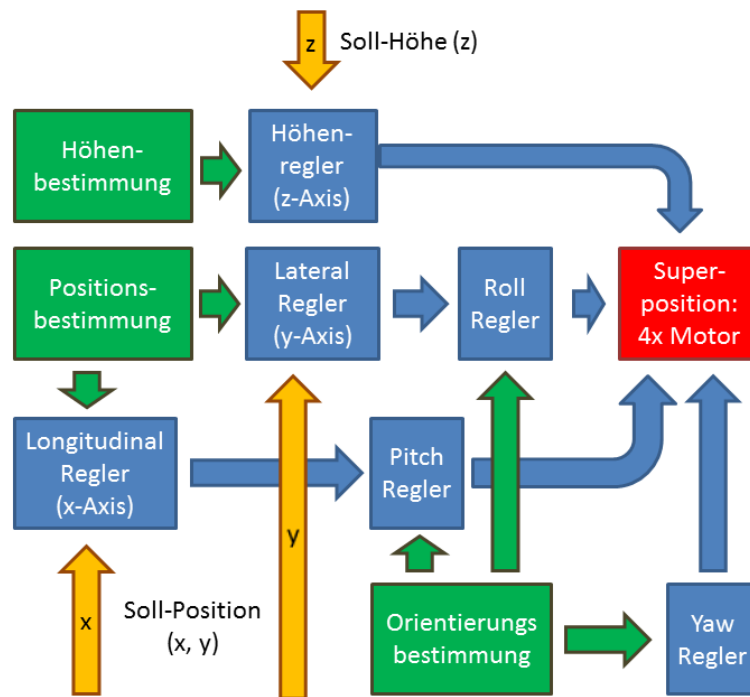 z
Soll-Höhe (z)
Höhen-
bestimmung
Höhen-
regler
(z-Axis)
Positions-
bestimmung
Lateral
Regler
(y-Axis)
Roll
Regler
Super-
position:
4x Motor
Longitudinal
Regler
(x-Axis)
Pitch
Regler
y
x
Soll-Position
(x, y)
Orientierungs
bestimmung
Yaw
Regler